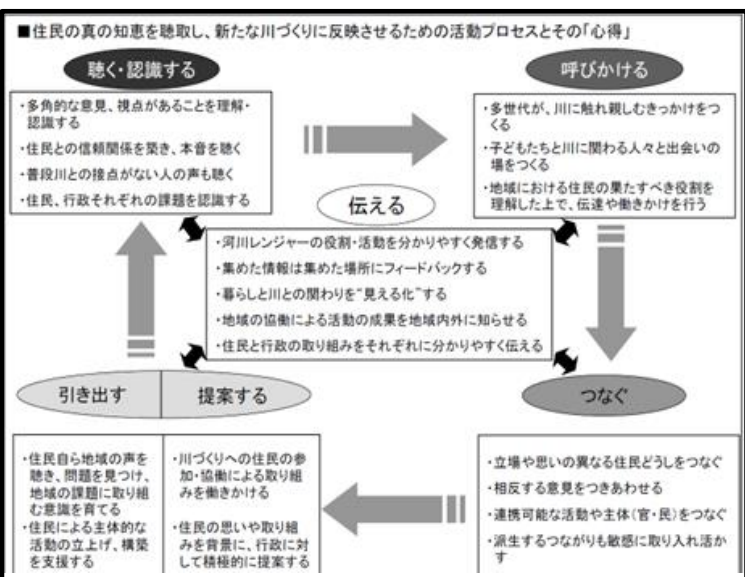 ■住民の真の知恵を聴取し、新たな川づくりに反映させるための活動プロセスとその「心得」
聴く・認識する
・多角的な意見、視点があることを理解・
認識する
・住民との信頼関係を築き、本音を聴く
・普段川との接点がない人の声も聴く
・住民、行政それぞれの課題を認識する
呼びかける
・多世代が、川に触れ親しむきっかけをつ
くる
・子どもたちと川に関わる人々と出会いの
場をつくる
・地域における住民の果たすべき役割を
理解した上で、伝達や働きかけを行う
伝える
・河川レンジャーの役割・活動を分かりやすく発信する
・集めた情報は集めた場所にフィードバックする
・暮らしと川との関わりを“見える化”する
・地域の協働による活動の成果を地域内外に知らせる
・住民と行政の取り組みをそれぞれに分かりやすく伝える
引き出す
・住民自ら地域の声を
聴き、問題を見つけ、
地域の課題に取り組
む意識を育てる
・住民による主体的な
活動の立上げ、構築
を支援する
提案する
・川づくりへの住民の参
加・協働による取り組
みを働きかける
・住民の思いや取り組
みを背景に、行政に対
して積極的に提案する
つなぐ
・立場や思いの異なる住民どうしをつなぐ
・相反する意見をつきあわせる
・連携可能な活動や主体（官・民）をつなぐ
・派生するつながりも敏感に取り入れ活か
す